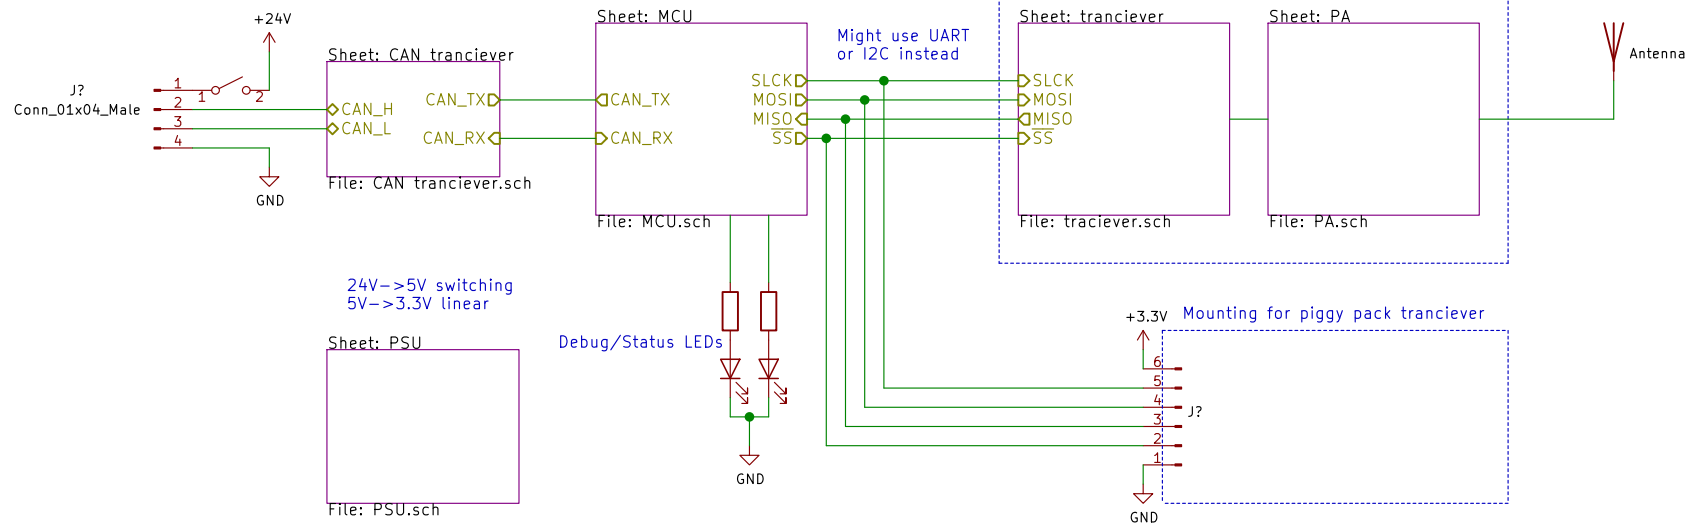 +24V
J?
Conn_01x04_Male
1
2
3
4
1
2
Sheet: CAN tranciever
CAN_H
CAN_L
CAN_TX
CAN_RX
File: CAN tranciever.sch
GND
Sheet: MCU
CAN_TX
CAN_RX
SLCK
MOSI
MISO
SS
File: MCU.sch
Might use UART
or I2C instead
Sheet: tranciever
SLCK
MOSI
MISO
SS
File: traciever.sch
Sheet: PA
File: PA.sch
Antenna
24V->5V switching
5V->3.3V linear
Sheet: PSU
File: PSU.sch
Debug/Status LEDs
GND
+3.3V
Mounting for piggy pack tranciever
6
5
4
3
2
1
J?
GND